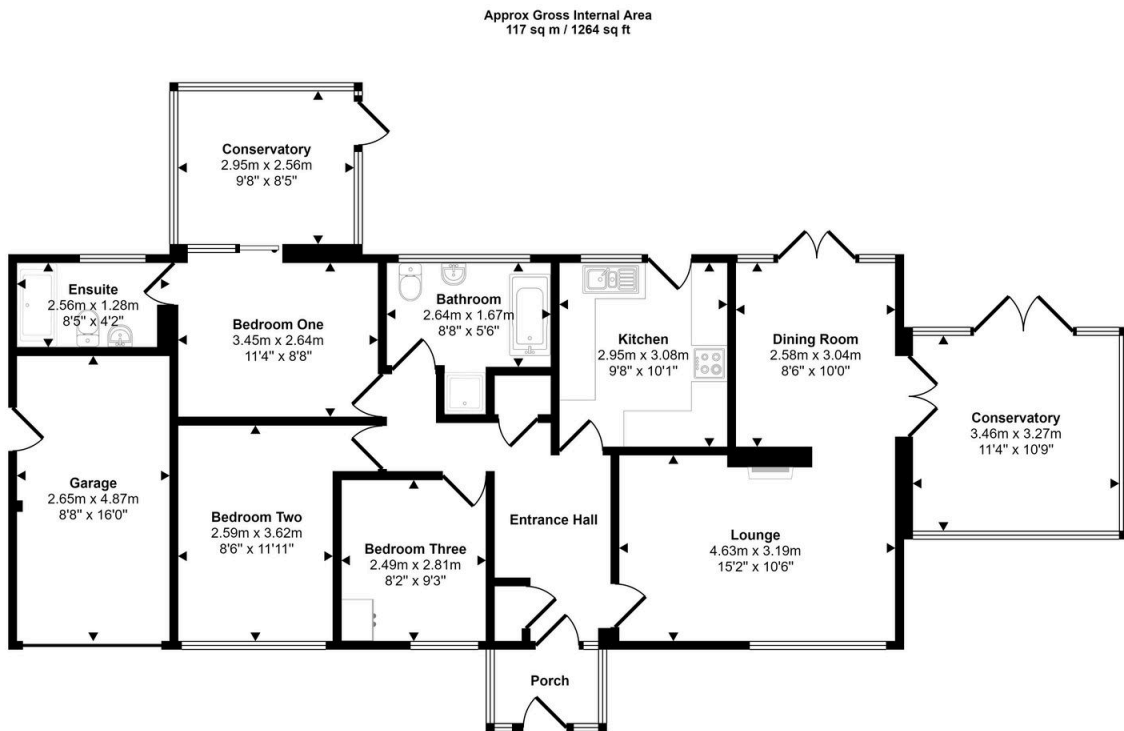 Approx Gross Internal Area
117 sq m / 1264 sq ft
Conservatory
2.95m x 2.56m
9'8" x 8'5"
Ensuite
2.56m x 1.28m
8'5" x 4'2"
Bedroom One
3.45m x 2.64m
11'4" x 8'8"
Bathroom
2.64m x 1.67m
8'8" x 5'6"
Kitchen
2.95m x 3.08m
9'8" x 10'1"
Dining Room
2.58m x 3.04m
8'6" x 10'0"
Conservatory
3.46m x 3.27m
11'4" x 10'9"
Garage
2.65m x 4.87m
8'8" x 16'0"
Bedroom Two
2.59m x 3.62m
8'6" x 11'11"
Bedroom Three
2.49m x 2.81m
8'2" x 9'3"
Entrance Hall
Lounge
4.63m x 3.19m
15'2" x 10'6"
Porch